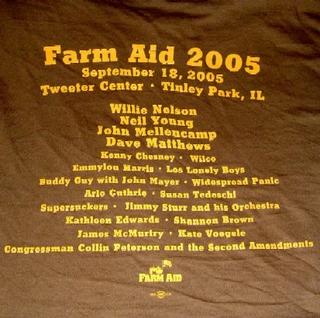 Farm Aid 2005
September 18, 2005
Tweeter Center · Tinley Park, IL
Willie Nelson
Neil Young
John Mellencamp
Dave Matthews
Kenny Chesney · Wilco
Emmylou Harris · Los Lonely Boys
Buddy Guy with John Mayer · Widespread Panic
Arlo Guthrie · Susan Tedeschi
Supersuckers · Jimmy Sturr and his Orchestra
Kathleen Edwards · Shannon Brown
James McMurtry · Kate Voegele
Congressman Collin Peterson and the Second Amendments
FARM AID